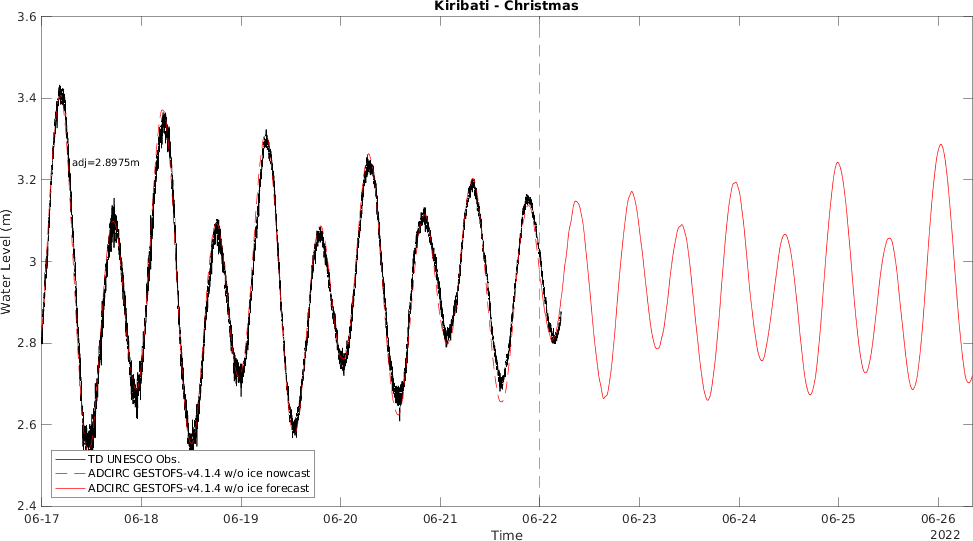 Kiribati - Christmas
3.6
3.4
3.2
3
2.8
2.6
2.4
Water Level (m)
adj=2.8975m
TD UNESCO Obs.
ADCIRC GESTOFS-v4.1.4 w/o ice nowcast
ADCIRC GESTOFS-v4.1.4 w/o ice forecast
06-17 06-18 06-19 06-20 06-21 06-22 06-23 06-24 06-25 06-26
Time
2022